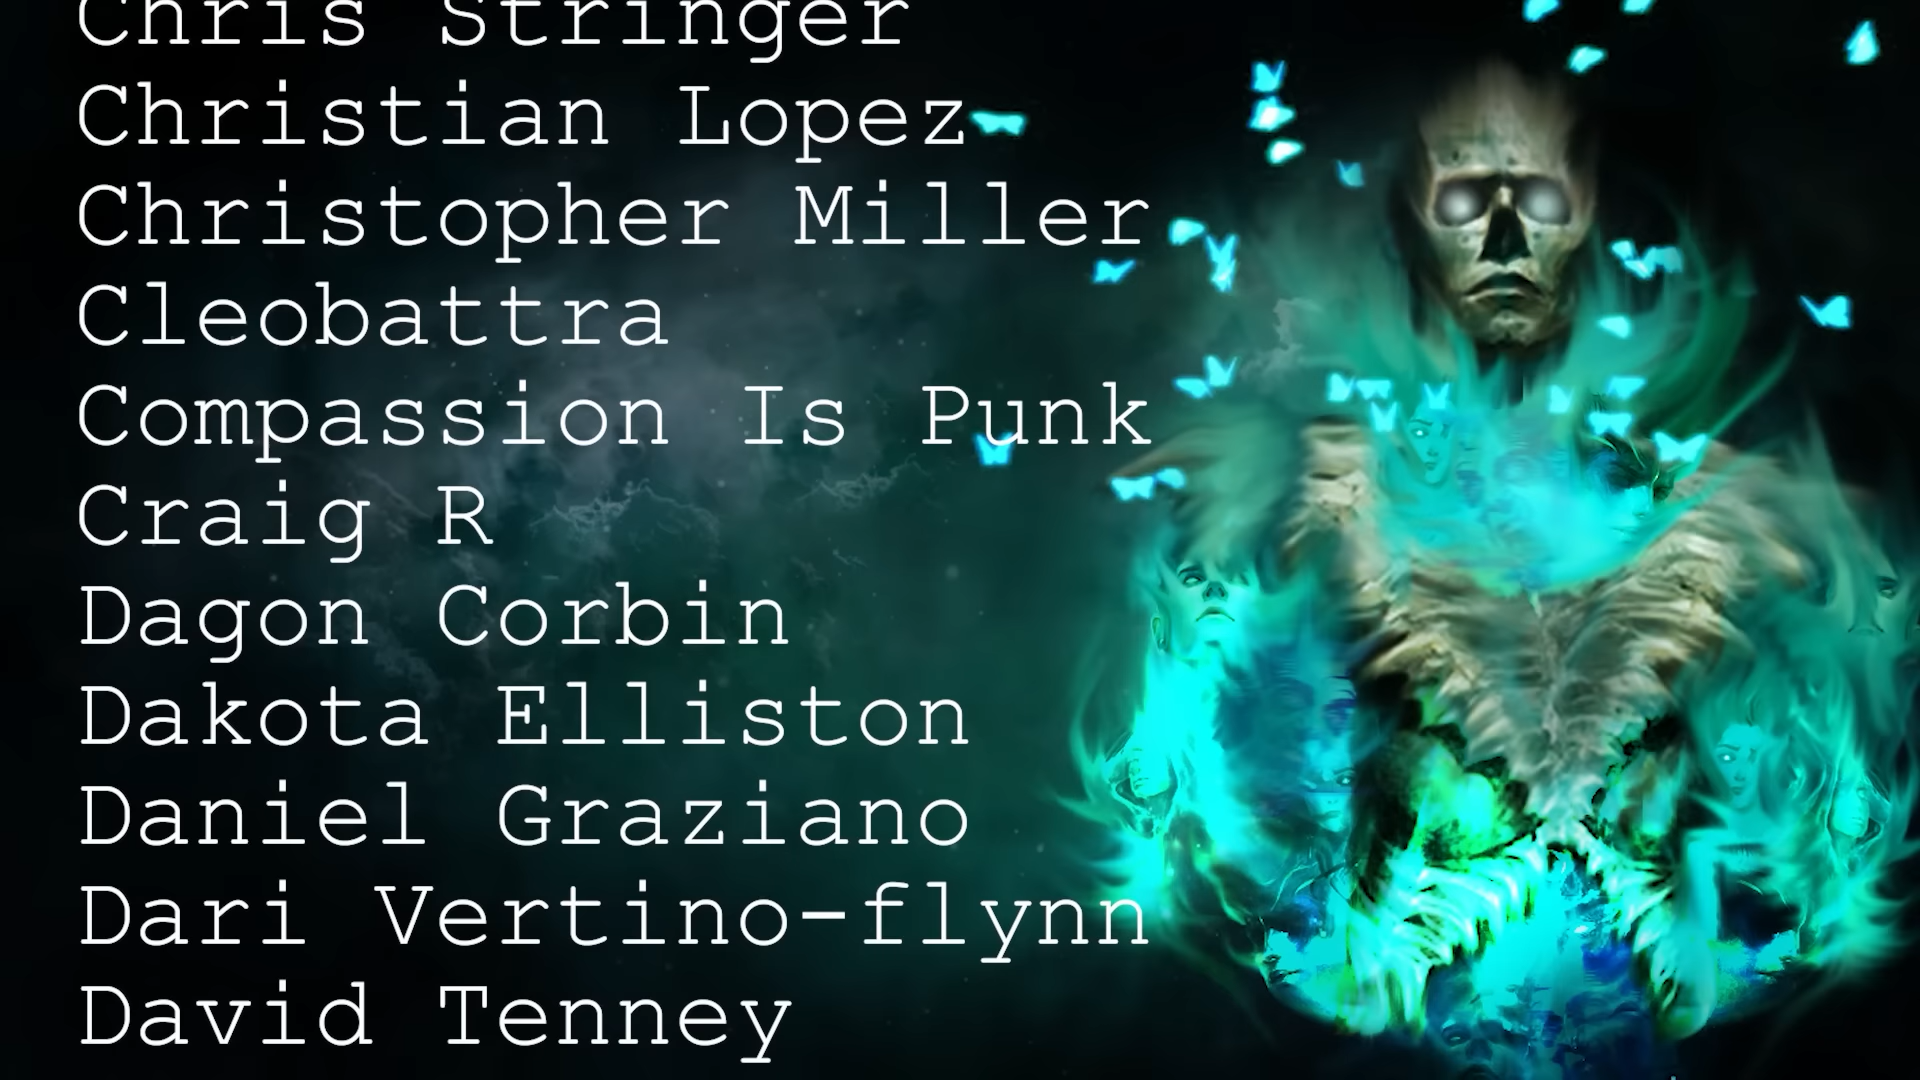 Chris Stringer
Christian Lopez
Christopher Miller
Cleobattra
Compassion Is Punk
Craig R
Dagon Corbin
Dakota Elliston
Daniel Graziano
Dari Vertino-flynn
David Tenney